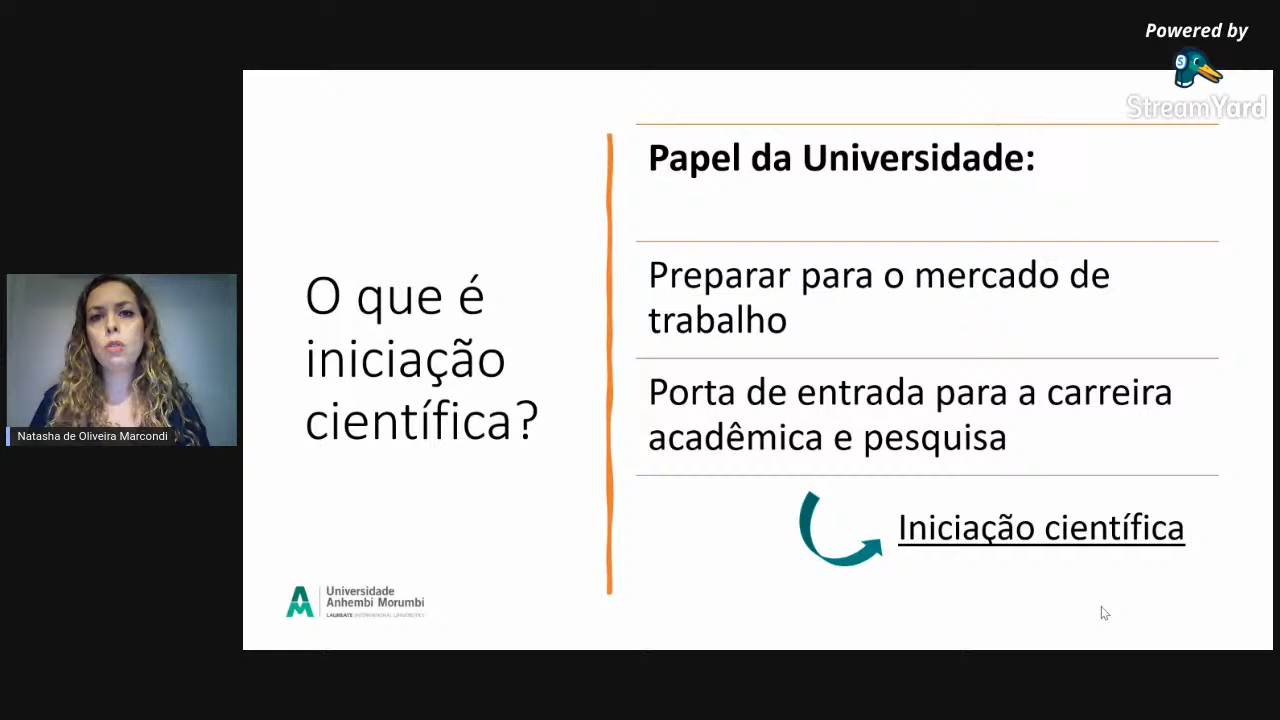 Powered by
StreamYard
Papel da Universidade:
O que é
iniciação
científica?
Preparar para o mercado de
trabalho
Porta de entrada para a carreira
acadêmica e pesquisa
Iniciação científica
Natasha de Oliveira Marcondi
Universidade
Anhembi Morumbi
LAUREATE INTERNATIONAL UNIVERSITIES